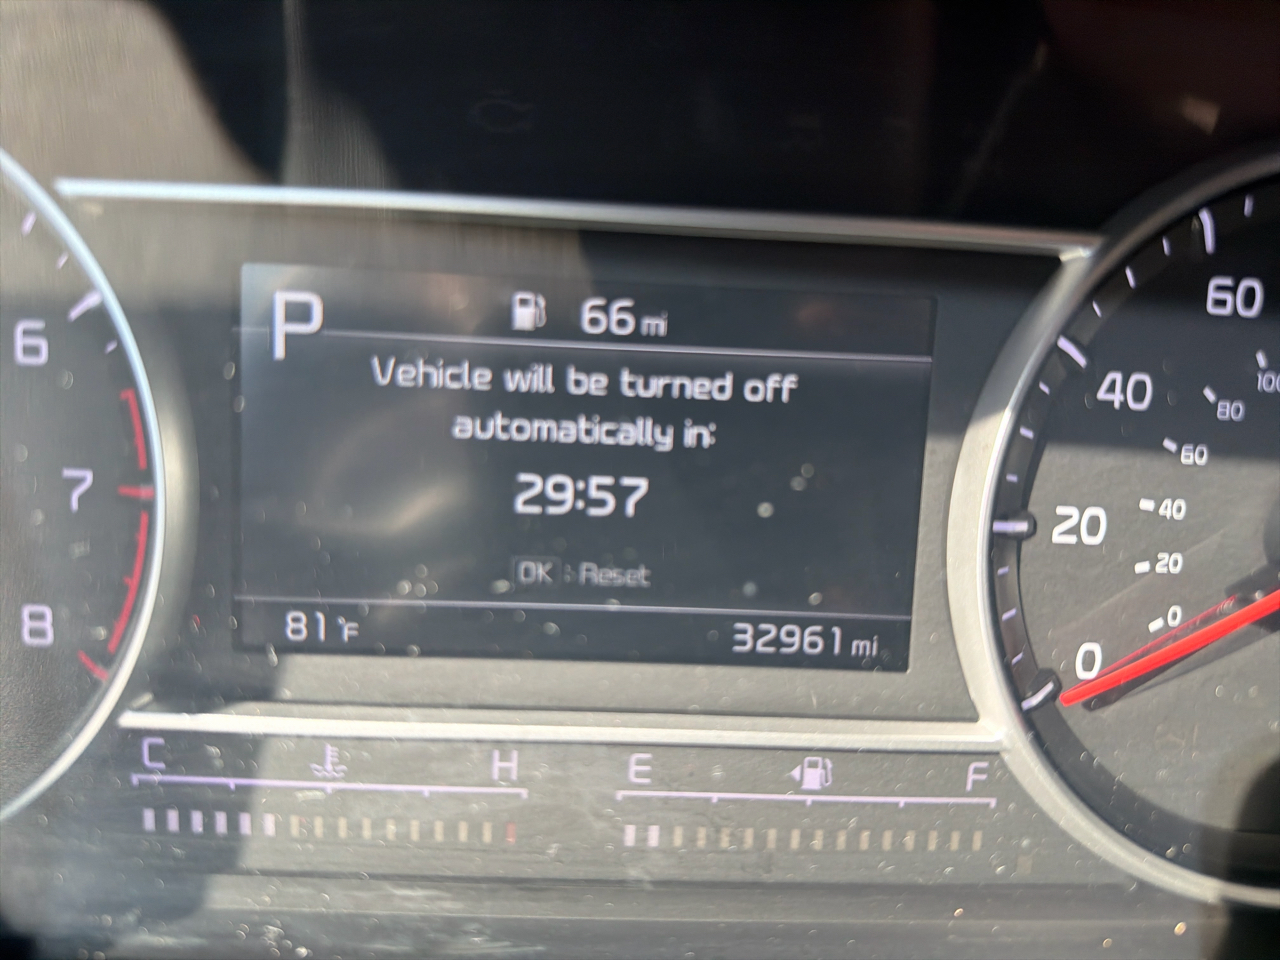 P 66 mi
Vehicle will be turned off
automatically in:
29:57
OK : Reset
81°F 32961 mi
6
7
8
60
40
20
0
100
80
60
40
20
0
C H
E F